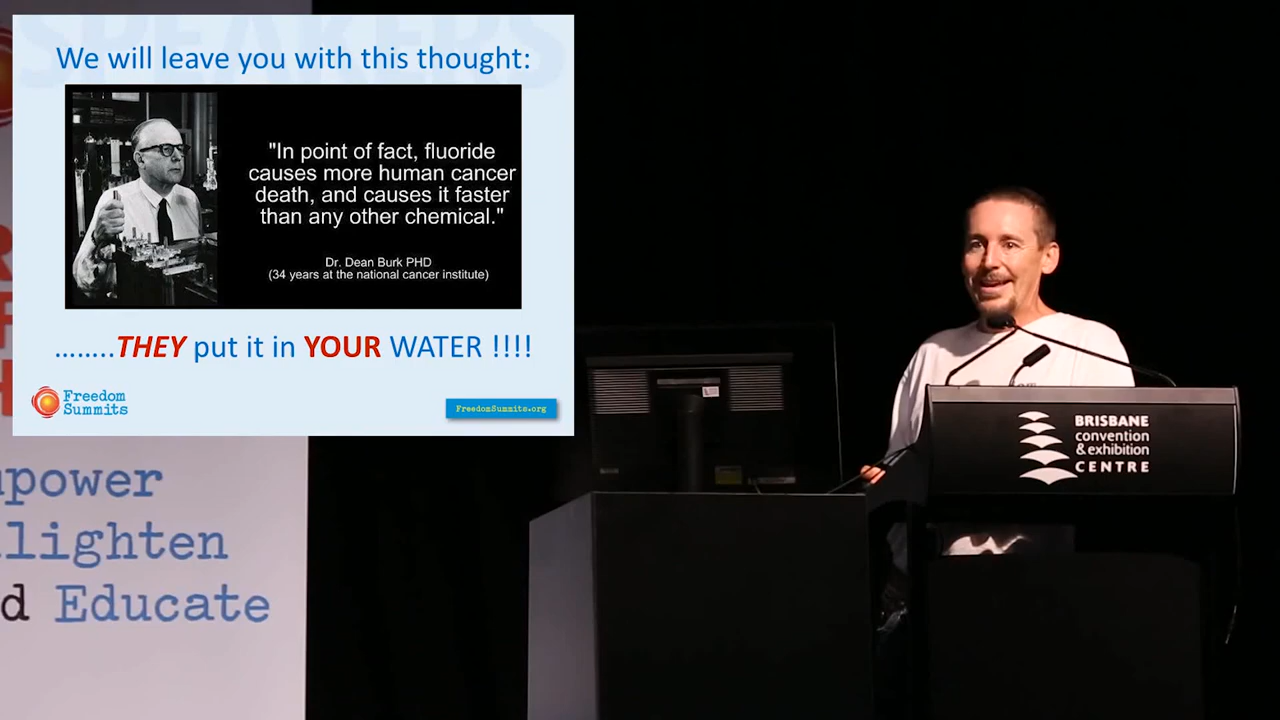 We will leave you with this thought:
"In point of fact, fluoride
causes more human cancer
death, and causes it faster
than any other chemical."
Dr. Dean Burk PHD
(34 years at the national cancer institute)
........THEY put it in YOUR WATER !!!!
Freedom
Summits
FreedomSummits.org
SPEAKERS
power
lighten
d Educate
BRISBANE
convention
& exhibition
CENTRE